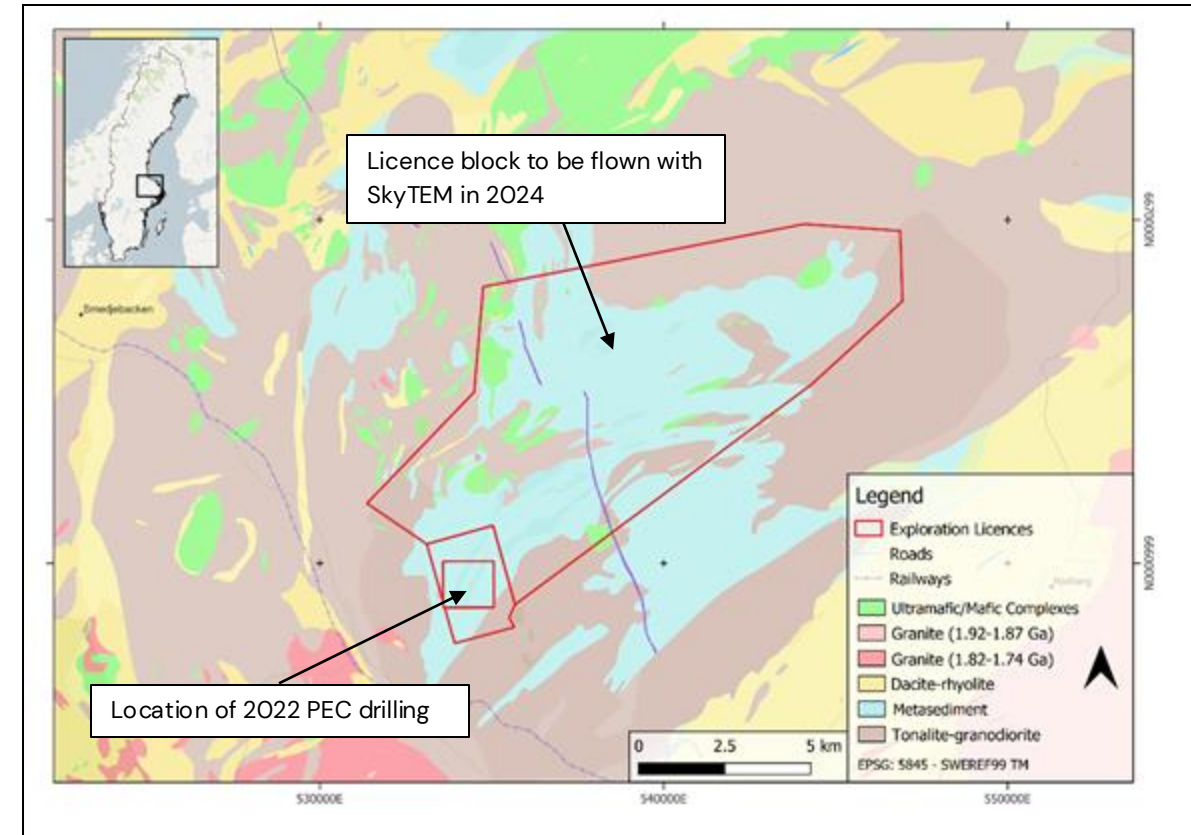 Licence block to be flown with
SkyTEM in 2024
6670000N
Smedjebacken
Legend
Exploration Licences
6660000N
Roads
Railways
Ultramafic/Mafic Complexes
Granite (1.92-1.87 Ga)
Granite (1.82-1.74 Ga)
Dacite-rhyolite
Location of 2022 PEC drilling
Metasediment
Tonalite-granodiorite
0 2.5 5 km
EPSG: 5845 - SWEREF99 TM
530000E 540000E 550000E